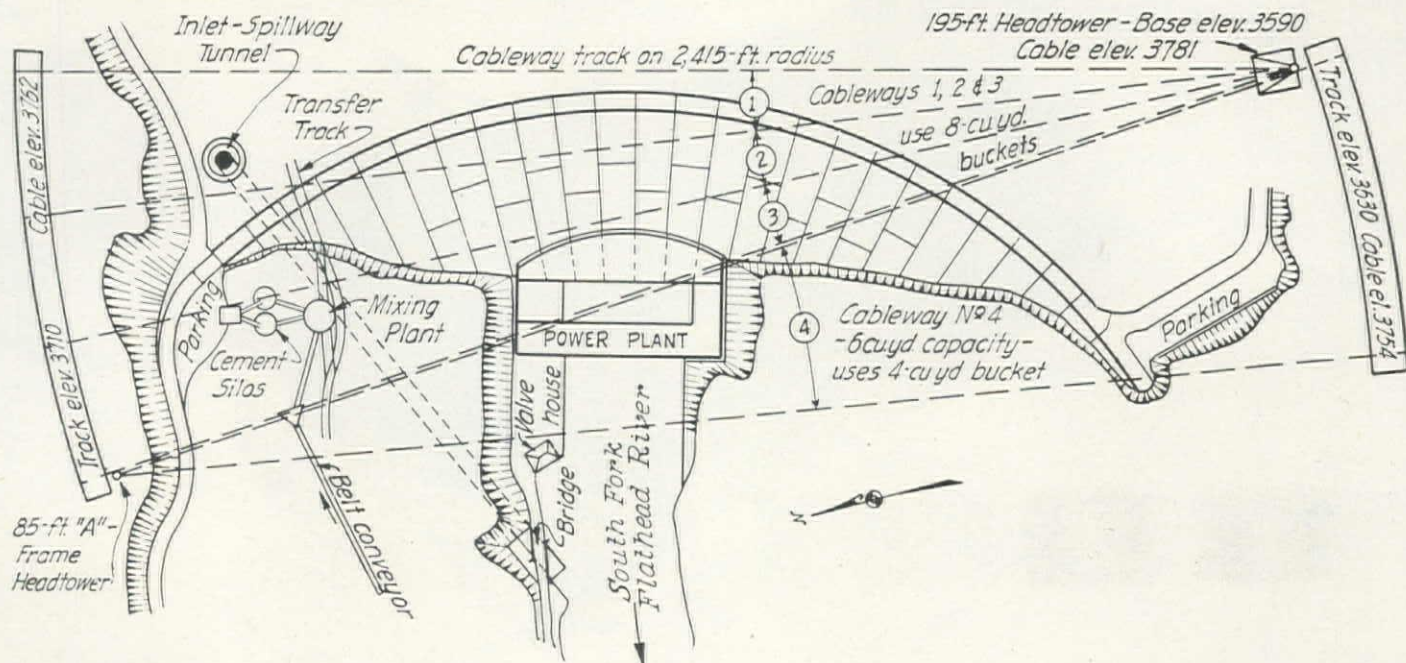 Inlet-Spillway
Tunnel
Cableway track on 2,415-ft. radius
195-ft. Headtower - Base elev. 3590
Cable elev. 3781
Cable elev. 3762
Track elev. 3710
Transfer
Track
1
Cableways 1, 2 & 3
use 8-cu.yd.
buckets
2
3
4
Track elev. 3630 Cable el. 3754
Parking
Mixing
Plant
Cement
Silos
POWER PLANT
Cableway Nº 4
-6cu.yd capacity-
uses 4-cu yd bucket
Parking
Valve
house
Bridge
South Fork
Flathead River
Belt conveyor
N
85-ft. "A"-
Frame
Headtower